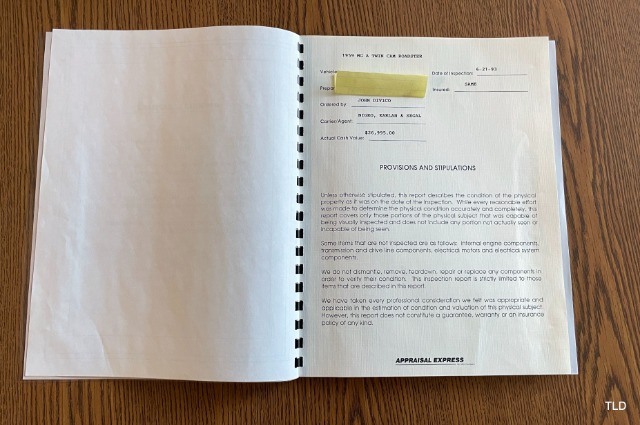 1959 MG A TWIN CAM ROADSTER
Vehicle: Date of Inspection: 6-21-83
Insured: SAME
Ordered by: JOHN DIVICO
Carrier/Agent: NIGRO, KARLAN & SEGAL
Actual Cash Value: $26,995.00
PROVISIONS AND STIPULATIONS
Unless otherwise stipulated, this report describes the condition of the physical
property as it was on the date of the inspection. While every reasonable effort
was made to determine the physical condition accurately and completely, this
report covers only those portions of the physical subject that was capable of
being visually inspected and does not include any portion not actually seen or
incapable of being seen.
Some items that are not inspected are as follows: internal engine components,
transmission and drive line components, electrical motors and electrical system
components.
We do not dismantle, remove, teardown, repair or replace any components in
order to verify their condition. This inspection report is strictly limited to those
items that are described in this report.
We have taken every professional consideration we felt was appropriate and
applicable in the estimation of condition and valuation of this physical subject.
However, this report does not constitute a guarantee, warranty or an insurance
policy of any kind.
APPRAISAL EXPRESS
TLD